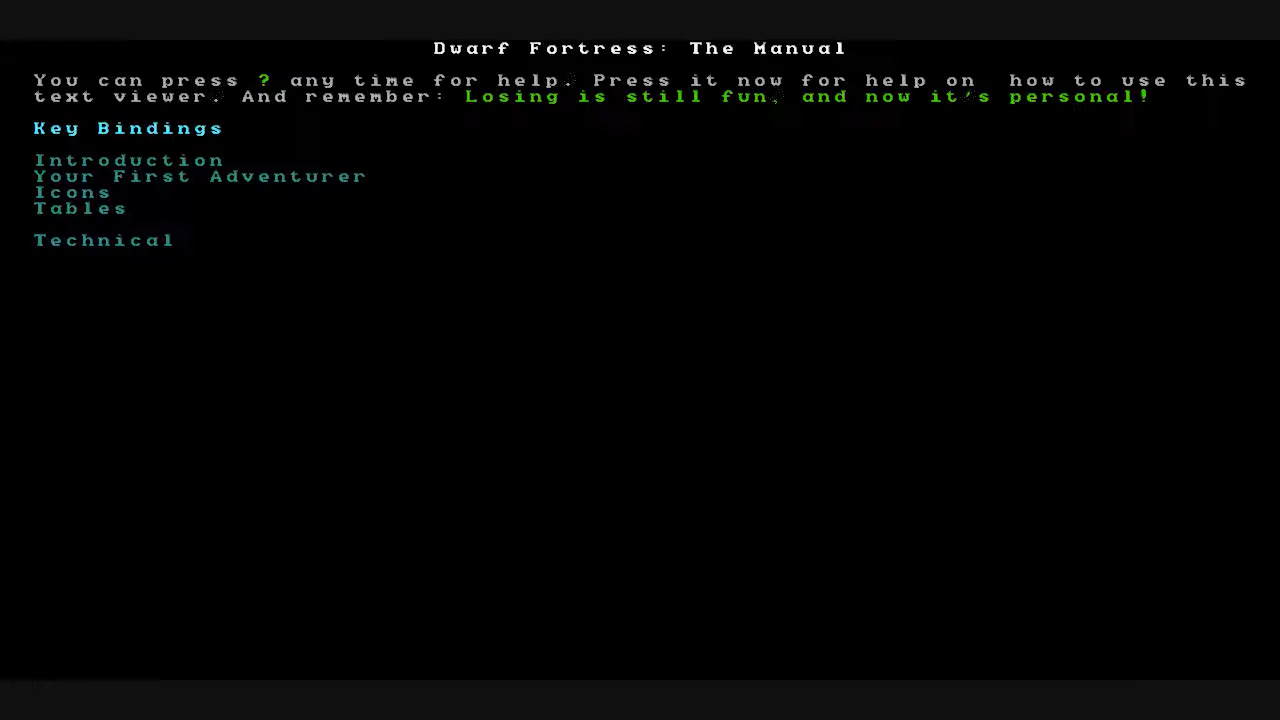 Dwarf Fortress: The Manual
You can press ? any time for help. Press it now for help on  how to use this
text viewer. And remember: Losing is still fun, and now it's personal!
Key Bindings
Introduction
Your First Adventurer
Icons
Tables
Technical